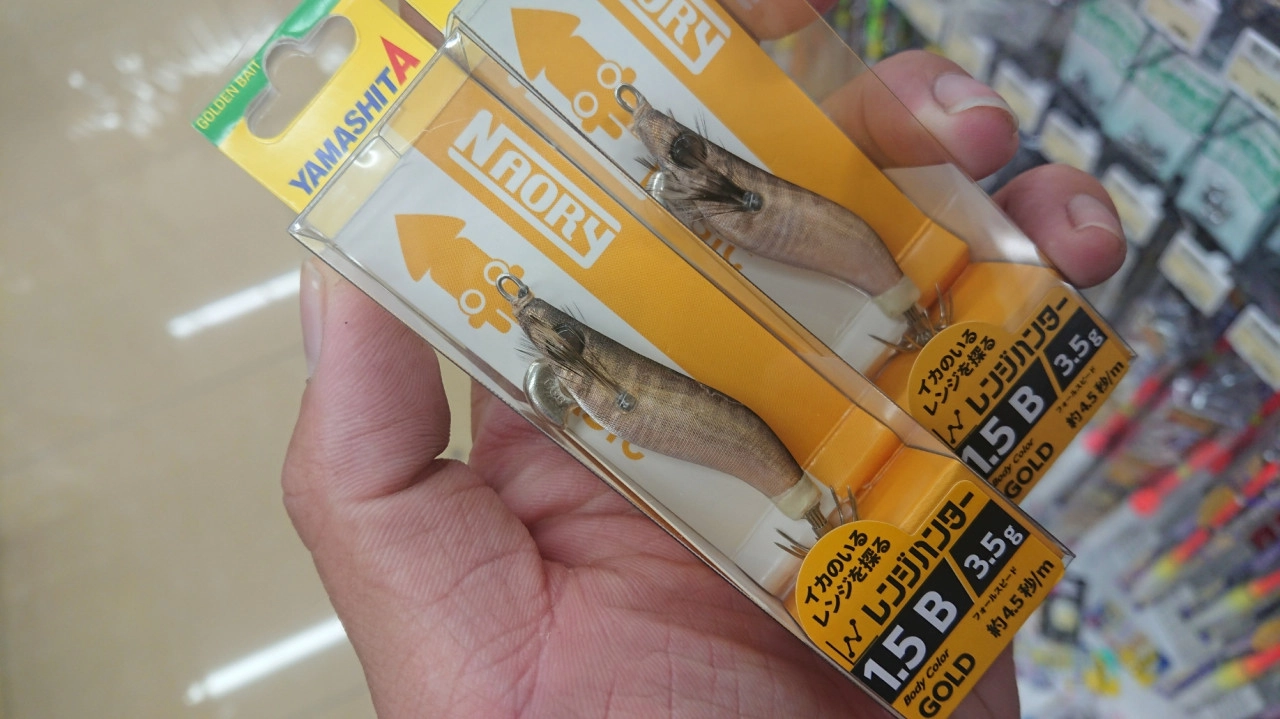 GOLDEN BAIT
YAMASHITA
NAORY
イカのいる
レンジを探る
レンジハンター
1.5 B
3.5g
フォールスピード
約4.5秒/m
Body Color
GOLD
NAORY
イカのいる
レンジを探る
レンジハンター
1.5 B
3.5g
フォールスピード
約4.5秒/m
Body Color
GOLD